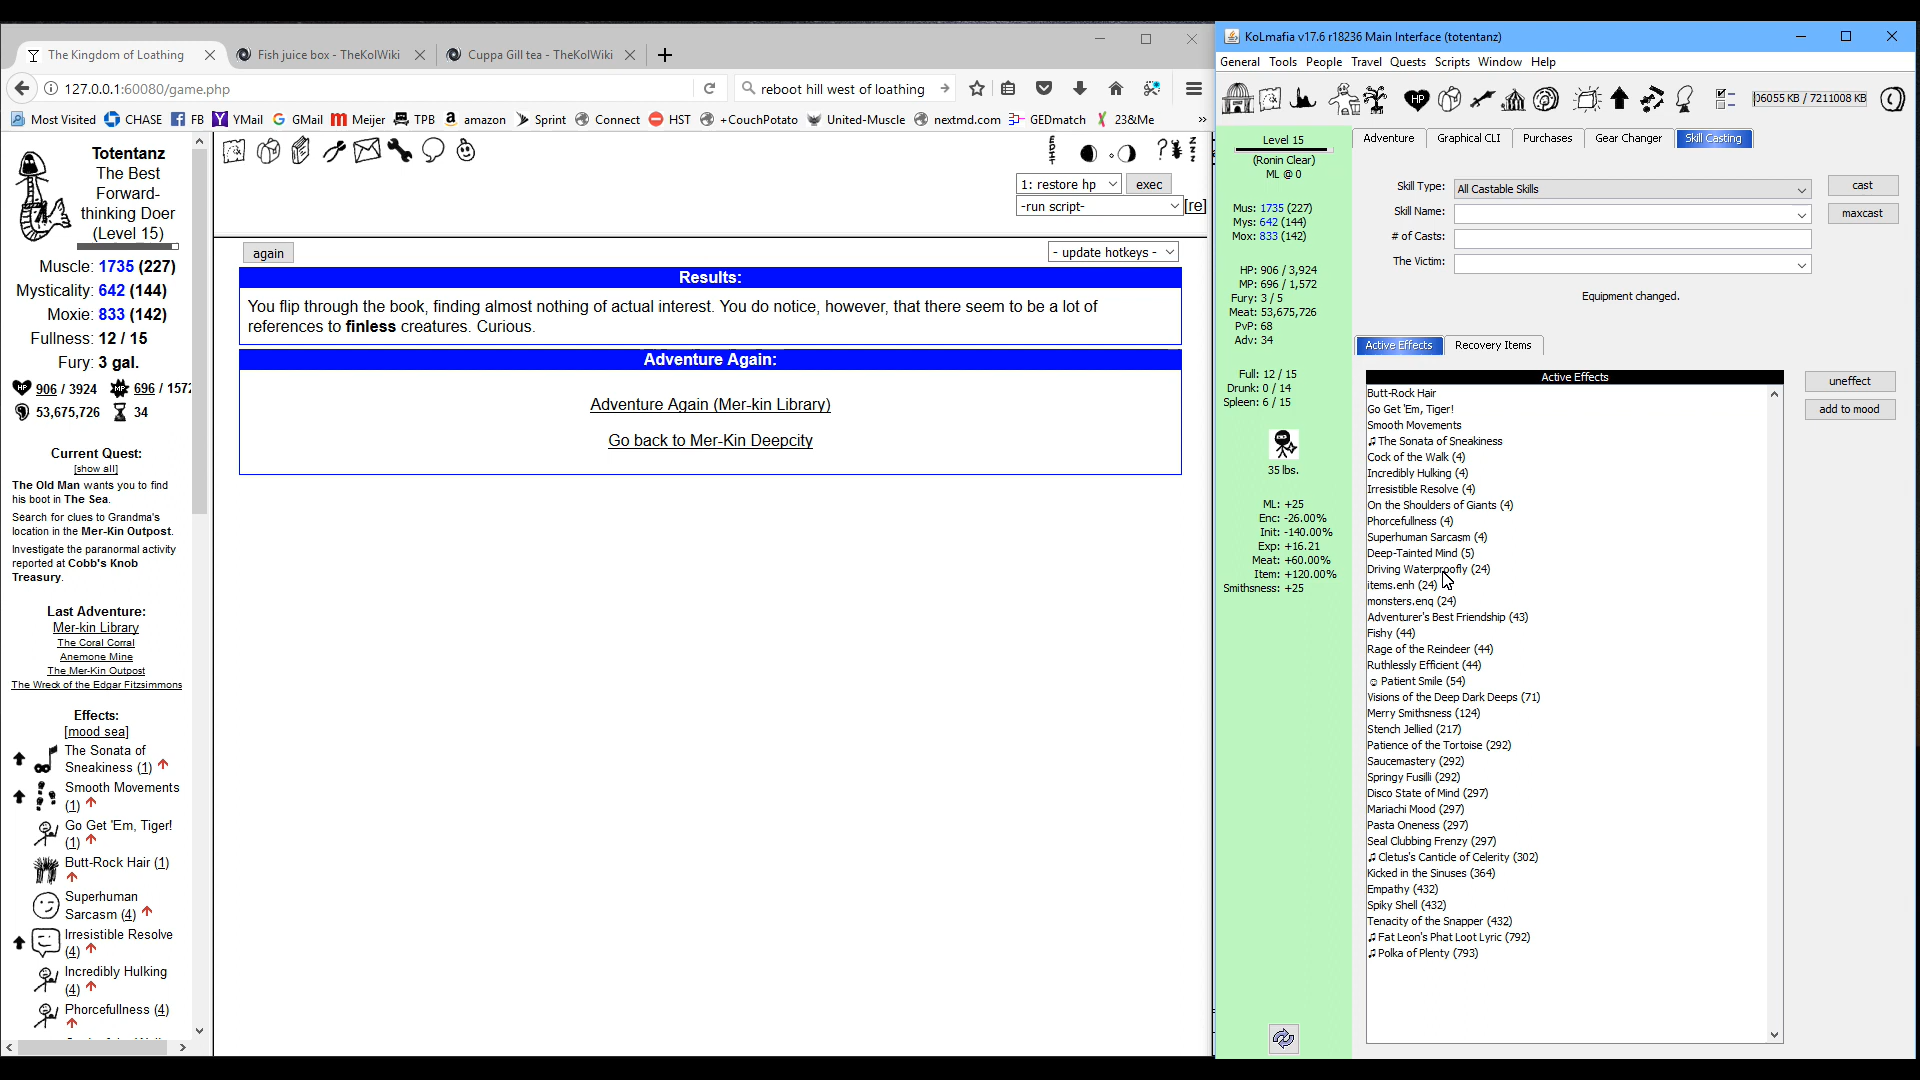 The Kingdom of Loathing
Fish juice box - TheKolWiki
Cuppa Gill tea - TheKolWiki
127.0.0.1:60080/game.php
reboot hill west of loathing
Most Visited
CHASE
FB
YMail
GMail
Meijer
TPB
amazon
Sprint
Connect
HST
+CouchPotato
United-Muscle
nextmd.com
GEDmatch
23&Me
»
Totentanz
The Best
Forward-
thinking Doer
(Level 15)
Muscle: 1735 (227)
Mysticality: 642 (144)
Moxie: 833 (142)
Fullness: 12 / 15
Fury: 3 gal.
HP 906 / 3924 MP 696 / 1572
53,675,726 34
Current Quest:
[show all]
The Old Man wants you to find
his boot in The Sea.
Search for clues to Grandma's
location in the Mer-Kin Outpost.
Investigate the paranormal activity
reported at Cobb's Knob
Treasury.
Last Adventure:
Mer-kin Library
The Coral Corral
Anemone Mine
The Mer-Kin Outpost
The Wreck of the Edgar Fitzsimmons
Effects:
[mood sea]
The Sonata of
Sneakiness (1)
Smooth Movements
(1)
Go Get 'Em, Tiger!
(1)
Butt-Rock Hair (1)
Superhuman
Sarcasm (4)
Irresistible Resolve
(4)
Incredibly Hulking
(4)
Phorcefullness (4)
EDIT
ZZZ
1: restore hp
exec
-run script-
[re]
again
- update hotkeys -
Results:
You flip through the book, finding almost nothing of actual interest. You do notice, however, that there seem to be a lot of
references to finless creatures. Curious.
Adventure Again:
Adventure Again (Mer-kin Library)
Go back to Mer-Kin Deepcity
KoLmafia v17.6 r18236 Main Interface (totentanz)
General Tools People Travel Quests Scripts Window Help
HP
06055 KB / 7211008 KB
Level 15
(Ronin Clear)
ML @ 0
Mus: 1735 (227)
Mys: 642 (144)
Mox: 833 (142)
HP: 906 / 3,924
MP: 696 / 1,572
Fury: 3 / 5
Meat: 53,675,726
PvP: 68
Adv: 34
Full: 12 / 15
Drunk: 0 / 14
Spleen: 6 / 15
35 lbs.
ML: +25
Enc: -26.00%
Init: -140.00%
Exp: +16.21
Meat: +60.00%
Item: +120.00%
Smithsness: +25
Adventure
Graphical CLI
Purchases
Gear Changer
Skill Casting
Skill Type: All Castable Skills
Skill Name:
# of Casts:
The Victim:
cast
maxcast
Equipment changed.
Active Effects
Recovery Items
Active Effects
uneffect
add to mood
Butt-Rock Hair
Go Get 'Em, Tiger!
Smooth Movements
♫ The Sonata of Sneakiness
Cock of the Walk (4)
Incredibly Hulking (4)
Irresistible Resolve (4)
On the Shoulders of Giants (4)
Phorcefullness (4)
Superhuman Sarcasm (4)
Deep-Tainted Mind (5)
Driving Waterproofly (24)
items.enh (24)
monsters.enq (24)
Adventurer's Best Friendship (43)
Fishy (44)
Rage of the Reindeer (44)
Ruthlessly Efficient (44)
☺ Patient Smile (54)
Visions of the Deep Dark Deeps (71)
Merry Smithsness (124)
Stench Jellied (217)
Patience of the Tortoise (292)
Saucemastery (292)
Springy Fusilli (292)
Disco State of Mind (297)
Mariachi Mood (297)
Pasta Oneness (297)
Seal Clubbing Frenzy (297)
♫ Cletus's Canticle of Celerity (302)
Kicked in the Sinuses (364)
Empathy (432)
Spiky Shell (432)
Tenacity of the Snapper (432)
♫ Fat Leon's Phat Loot Lyric (792)
♫ Polka of Plenty (793)